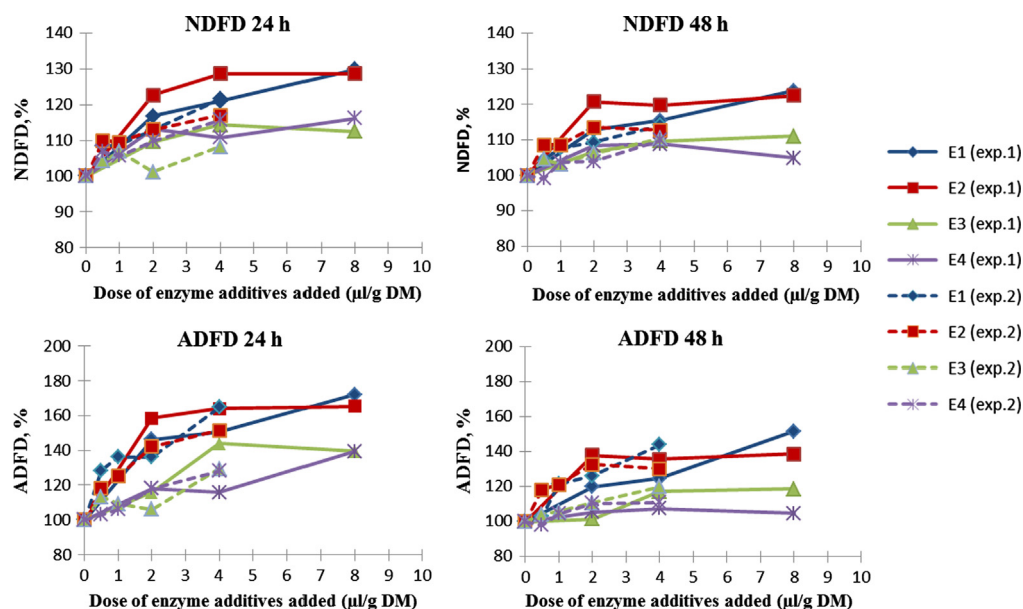 NDFD 24 h
NDFD, %
140
130
120
110
100
90
80
0 1 2 3 4 5 6 7 8 9 10
Dose of enzyme additives added (µl/g DM)
NDFD 48 h
NDFD, %
140
130
120
110
100
90
80
0 1 2 3 4 5 6 7 8 9 10
Dose of enzyme additives added (µl/g DM)
ADFD 24 h
ADFD, %
200
180
160
140
120
100
80
0 1 2 3 4 5 6 7 8 9 10
Dose of enzyme additives added (µl/g DM)
ADFD 48 h
ADFD, %
200
180
160
140
120
100
80
0 1 2 3 4 5 6 7 8 9 10
Dose of enzyme additives added (µl/g DM)
E1 (exp.1)
E2 (exp.1)
E3 (exp.1)
E4 (exp.1)
E1 (exp.2)
E2 (exp.2)
E3 (exp.2)
E4 (exp.2)